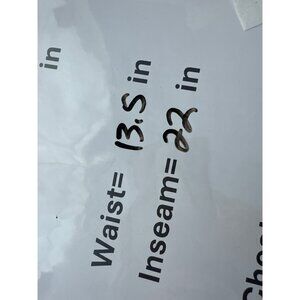 in
Waist= 13.5 in
Inseam= 22 in